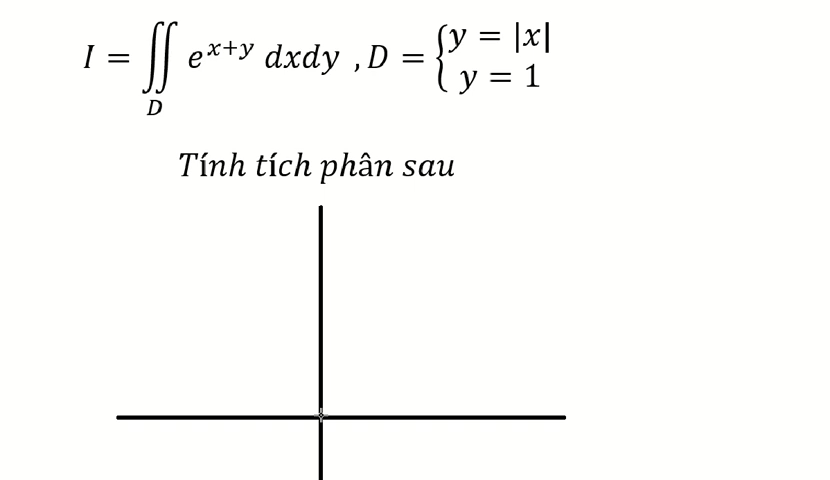 I = ∬_D e^{x+y} dxdy , D = { y = |x| y = 1
Tính tích phân sau